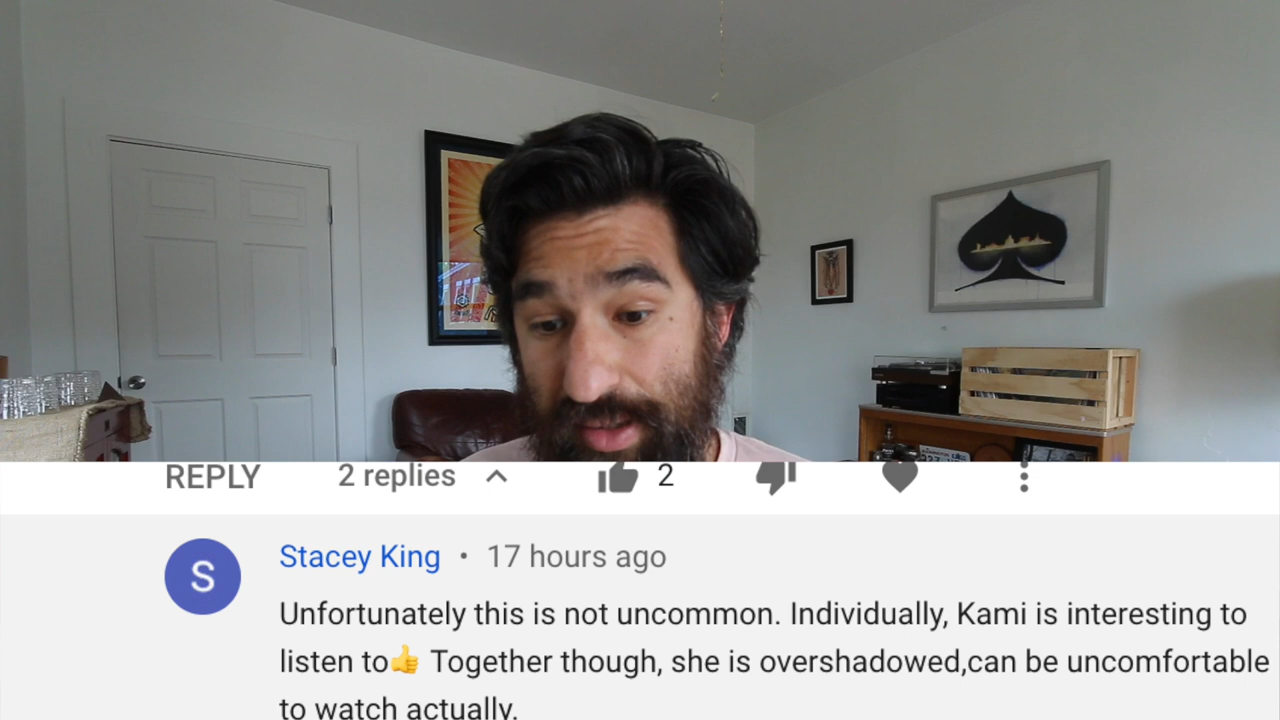 REPLY 2 replies 2
S
Stacey King • 17 hours ago
Unfortunately this is not uncommon. Individually, Kami is interesting to
listen to👍 Together though, she is overshadowed,can be uncomfortable
to watch actually.